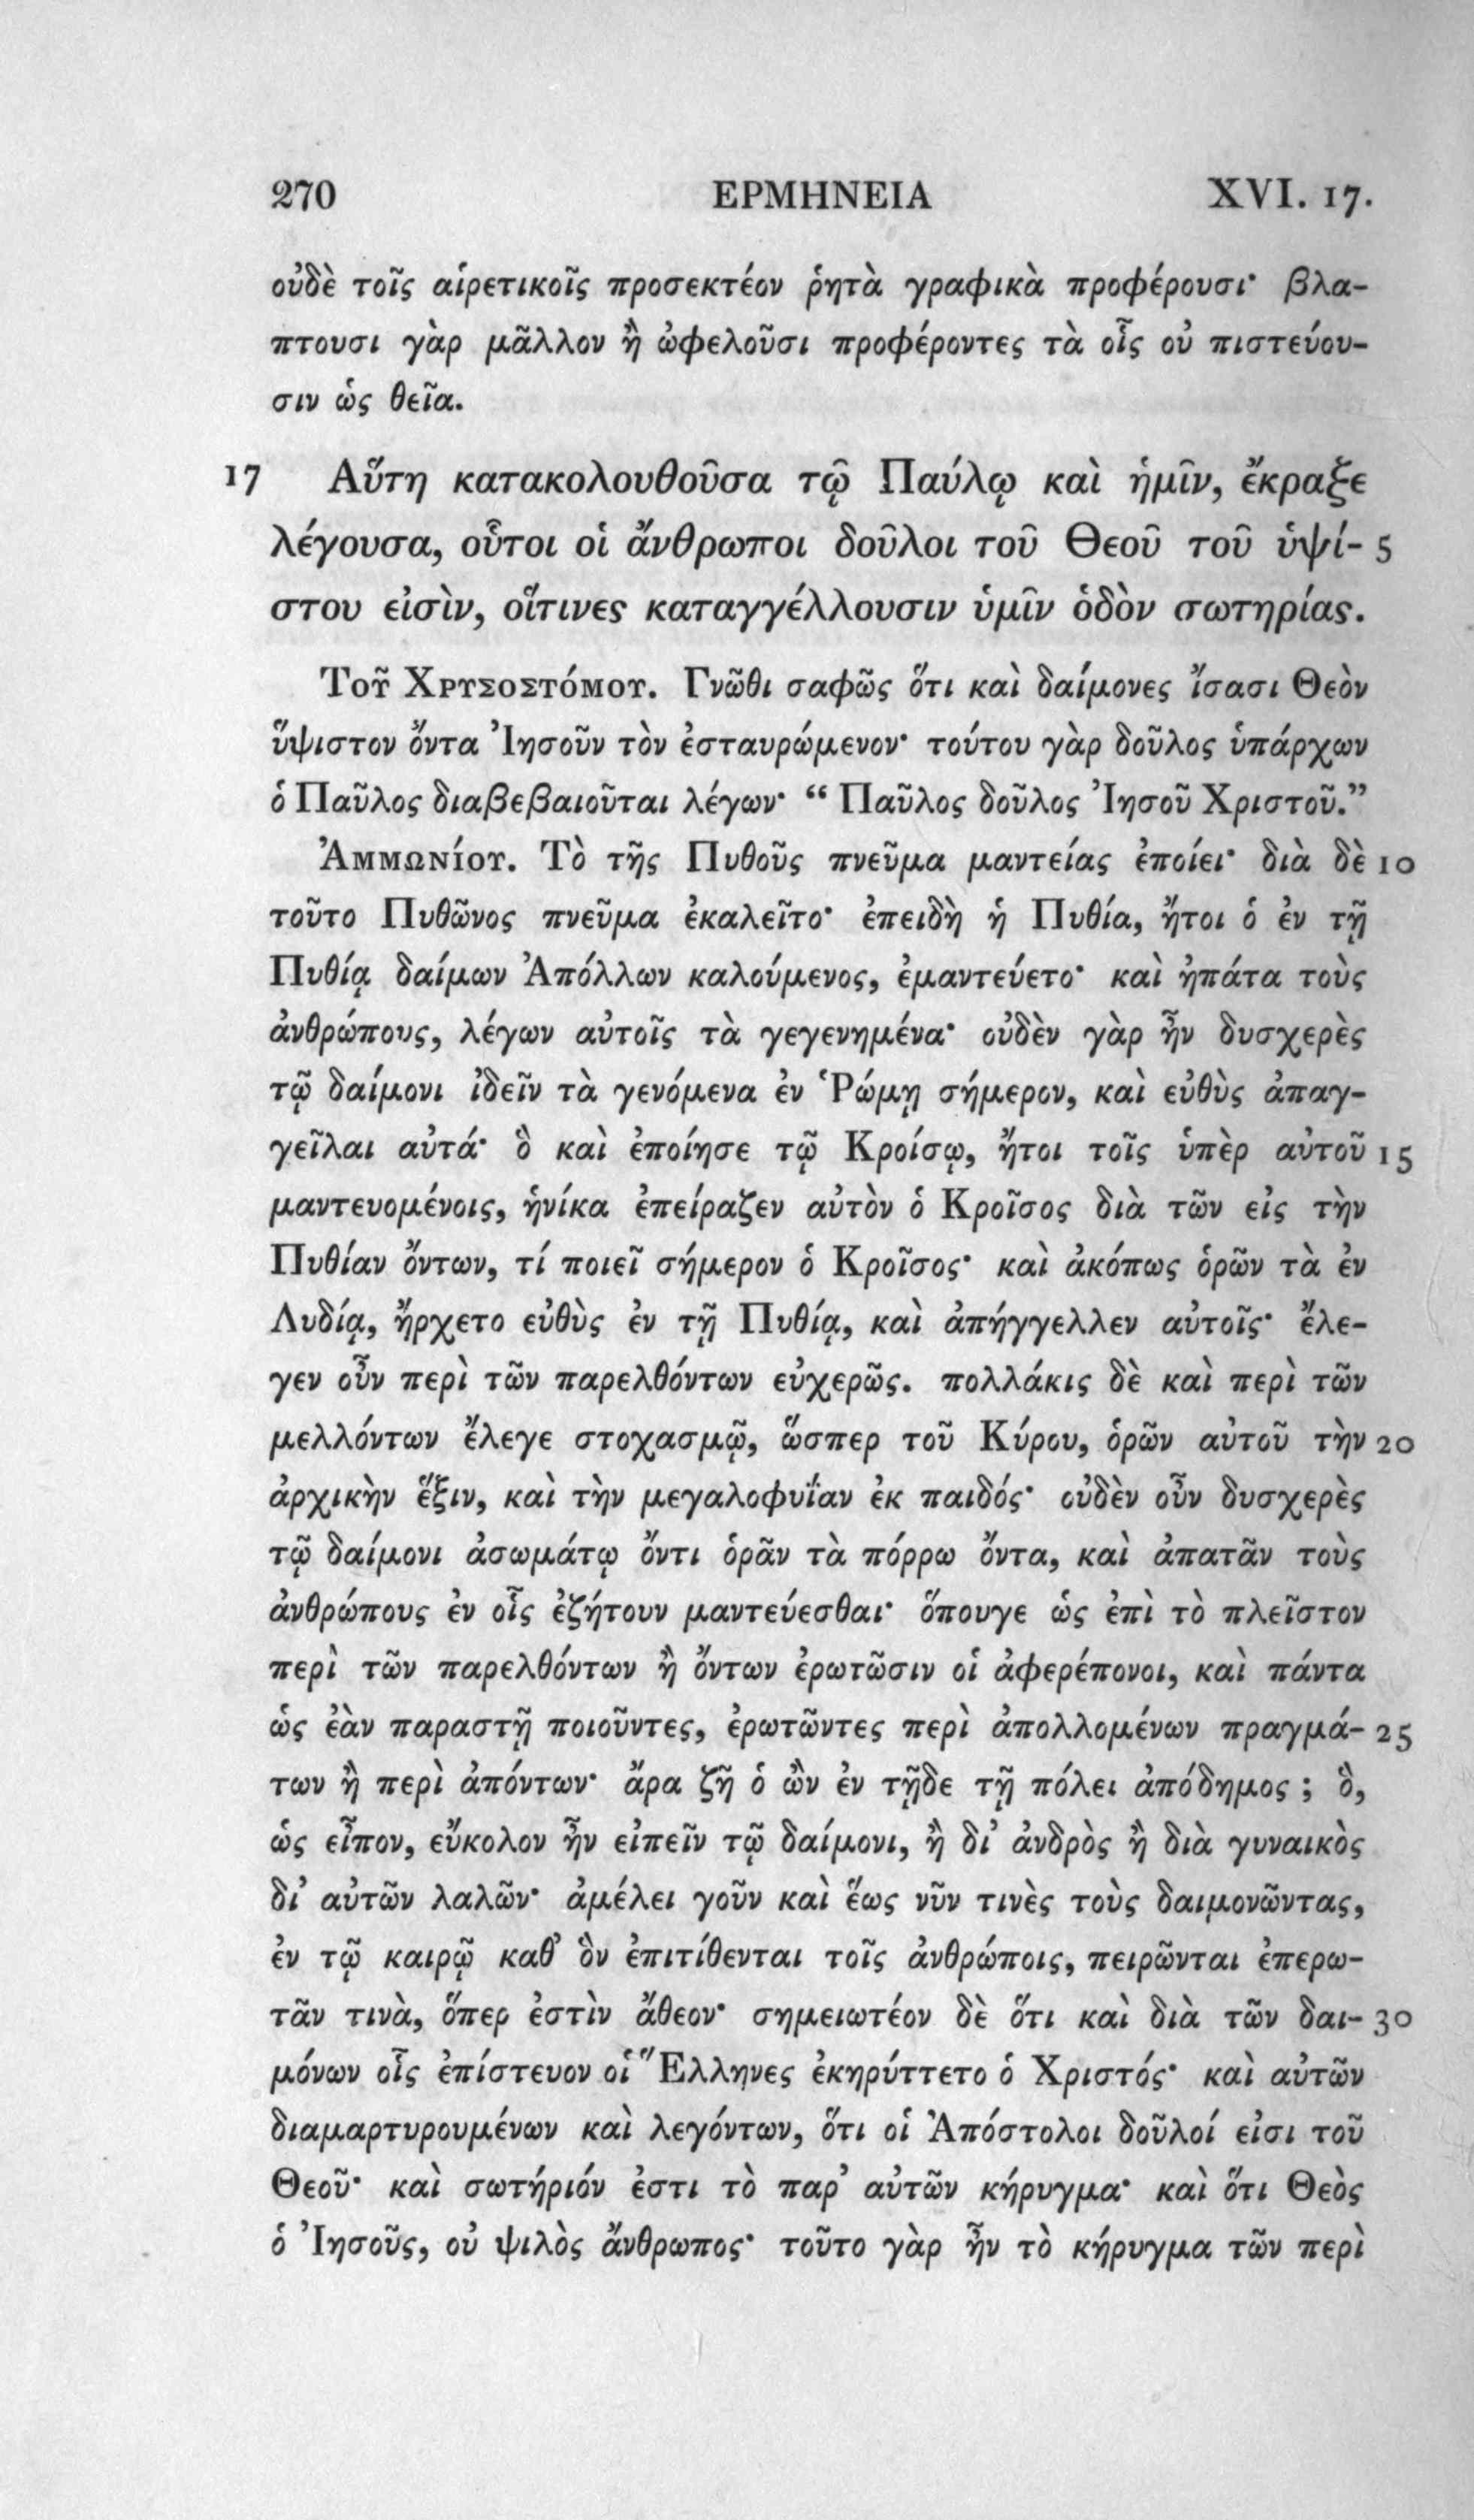 270 ΕΡΜΗΝΕΙΑ XVI. 17.
οὐδὲ τοῖς αἱρετικοῖς προσεκτέον ῥητὰ γραφικὰ προφέρουσι· βλα-
πτουσι γὰρ μᾶλλον ἢ ὠφελοῦσι προφέροντες τὰ οἷς οὐ πιστεύου-
σιν ὡς θεῖα.
17 Αὕτη κατακολουθοῦσα τῷ Παύλῳ καὶ ἡμῖν, ἔκραξε
λέγουσα, οὗτοι οἱ ἄνθρωποι δοῦλοι τοῦ Θεοῦ τοῦ ὑψί- 5
στου εἰσὶν, οἵτινες καταγγέλλουσιν ὑμῖν ὁδὸν σωτηρίας.
Τοῦ Χρυσοστόμου. Γνῶθι σαφῶς ὅτι καὶ δαίμονες ἴσασι Θεὸν
ὕψιστον ὄντα Ἰησοῦν τὸν ἐσταυρώμενον· τούτου γὰρ δοῦλος ὑπάρχων
ὁ Παῦλος διαβεβαιοῦται λέγων· “ Παῦλος δοῦλος Ἰησοῦ Χριστοῦ.”
Ἀμμωνίου. Τὸ τῆς Πυθοῦς πνεῦμα μαντείας ἐποίει· διὰ δὲ 10
τοῦτο Πυθῶνος πνεῦμα ἐκαλεῖτο· ἐπειδὴ ἡ Πυθία, ἤτοι ὁ ἐν τῇ
Πυθίᾳ δαίμων Ἀπόλλων καλούμενος, ἐμαντεύετο· καὶ ἠπάτα τοὺς
ἀνθρώπους, λέγων αὐτοῖς τὰ γεγενημένα· οὐδὲν γὰρ ἦν δυσχερὲς
τῷ δαίμονι ἰδεῖν τὰ γενόμενα ἐν Ῥώμῃ σήμερον, καὶ εὐθὺς ἀπαγ-
γεῖλαι αὐτά· ὃ καὶ ἐποίησε τῷ Κροίσῳ, ἤτοι τοῖς ὑπὲρ αὐτοῦ 15
μαντευομένοις, ἡνίκα ἐπείραζεν αὐτὸν ὁ Κροῖσος διὰ τῶν εἰς τὴν
Πυθίαν ὄντων, τί ποιεῖ σήμερον ὁ Κροῖσος· καὶ ἀκόπως ὁρῶν τὰ ἐν
Λυδίᾳ, ἤρχετο εὐθὺς ἐν τῇ Πυθίᾳ, καὶ ἀπήγγελλεν αὐτοῖς· ἔλε-
γεν οὖν περὶ τῶν παρελθόντων εὐχερῶς. πολλάκις δὲ καὶ περὶ τῶν
μελλόντων ἔλεγε στοχασμῷ, ὥσπερ τοῦ Κύρου, ὁρῶν αὐτοῦ τὴν 20
ἀρχικὴν ἕξιν, καὶ τὴν μεγαλοφυΐαν ἐκ παιδός· οὐδὲν οὖν δυσχερὲς
τῷ δαίμονι ἀσωμάτῳ ὄντι ὁρᾶν τὰ πόρρω ὄντα, καὶ ἀπατᾶν τοὺς
ἀνθρώπους ἐν οἷς ἐζήτουν μαντεύεσθαι· ὅπουγε ὡς ἐπὶ τὸ πλεῖστον
περὶ τῶν παρελθόντων ἢ ὄντων ἐρωτῶσιν οἱ ἀφερέπονοι, καὶ πάντα
ὡς ἐὰν παραστῇ ποιοῦντες, ἐρωτῶντες περὶ ἀπολλομένων πραγμά- 25
των ἢ περὶ ἀπόντων· ἄρα ζῇ ὁ ὢν ἐν τῇδε τῇ πόλει ἀπόδημος ; ὃ,
ὡς εἶπον, εὔκολον ἦν εἰπεῖν τῷ δαίμονι, ἢ δι’ ἀνδρὸς ἢ διὰ γυναικὸς
δι’ αὐτῶν λαλῶν· ἀμέλει γοῦν καὶ ἕως νῦν τινὲς τοὺς δαιμονῶντας,
ἐν τῷ καιρῷ καθ’ ὃν ἐπιτίθενται τοῖς ἀνθρώποις, πειρῶνται ἐπερω-
τᾶν τινὰ, ὅπερ ἐστὶν ἄθεον· σημειωτέον δὲ ὅτι καὶ διὰ τῶν δαι- 30
μόνων οἷς ἐπίστευον οἱ Ἕλληνες ἐκηρύττετο ὁ Χριστός· καὶ αὐτῶν
διαμαρτυρουμένων καὶ λεγόντων, ὅτι οἱ Ἀπόστολοι δοῦλοί εἰσι τοῦ
Θεοῦ· καὶ σωτήριόν ἐστι τὸ παρ’ αὐτῶν κήρυγμα· καὶ ὅτι Θεὸς
ὁ Ἰησοῦς, οὐ ψιλὸς ἄνθρωπος· τοῦτο γὰρ ἦν τὸ κήρυγμα τῶν περὶ